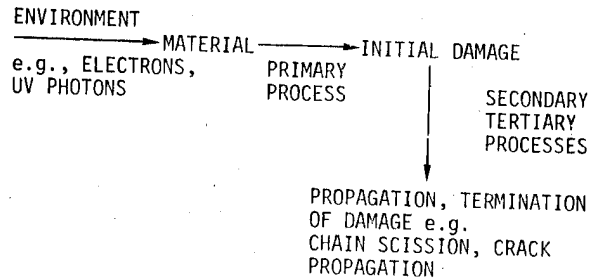 ENVIRONMENT
MATERIAL
INITIAL DAMAGE
e.g., ELECTRONS,
UV PHOTONS
PRIMARY
PROCESS
SECONDARY
TERTIARY
PROCESSES
PROPAGATION, TERMINATION
OF DAMAGE e.g.
CHAIN SCISSION, CRACK
PROPAGATION